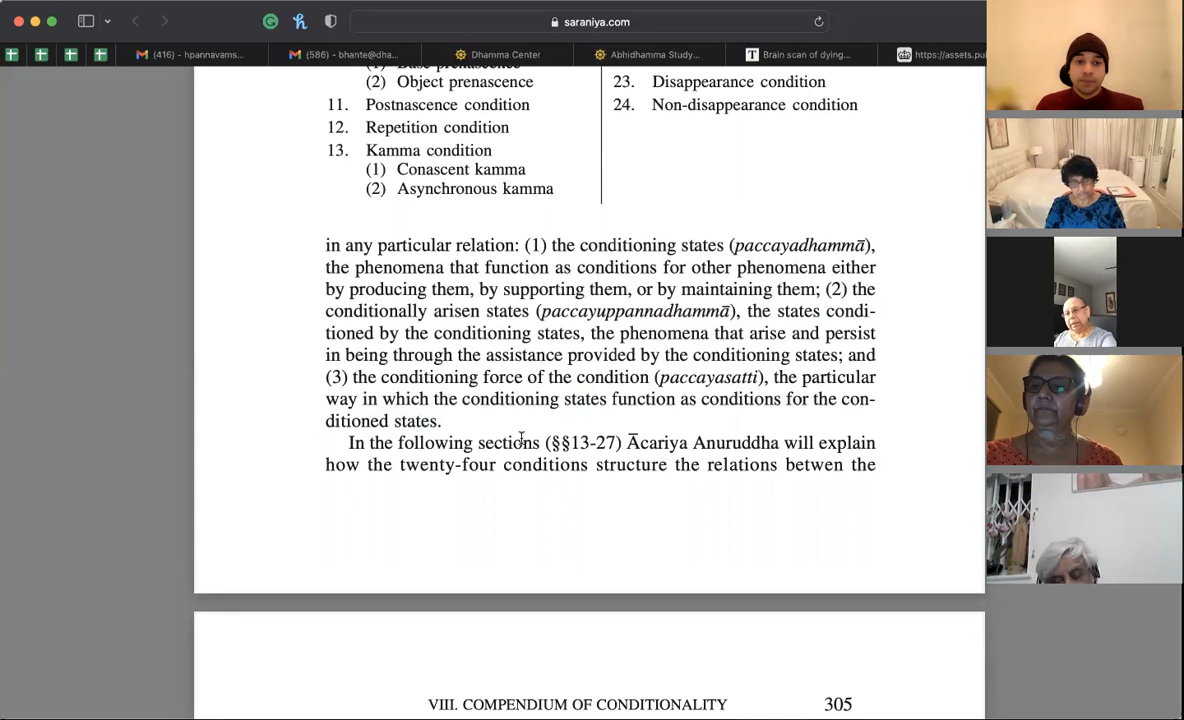 saraniya.com
(416) - hpannavams...
(586) - bhante@dha...
Dhamma Center
Abhidhamma Study...
Brain scan of dying...
https://assets.pu
(2) Object prenascence
11. Postnascence condition
12. Repetition condition
13. Kamma condition
(1) Conascent kamma
(2) Asynchronous kamma
23. Disappearance condition
24. Non-disappearance condition
in any particular relation: (1) the conditioning states (paccayadhammā),
the phenomena that function as conditions for other phenomena either
by producing them, by supporting them, or by maintaining them; (2) the
conditionally arisen states (paccayuppannadhammā), the states condi-
tioned by the conditioning states, the phenomena that arise and persist
in being through the assistance provided by the conditioning states; and
(3) the conditioning force of the condition (paccayasatti), the particular
way in which the conditioning states function as conditions for the con-
ditioned states.
In the following sections (§§13-27) Ācariya Anuruddha will explain
how the twenty-four conditions structure the relations betwen the
VIII. COMPENDIUM OF CONDITIONALITY 305